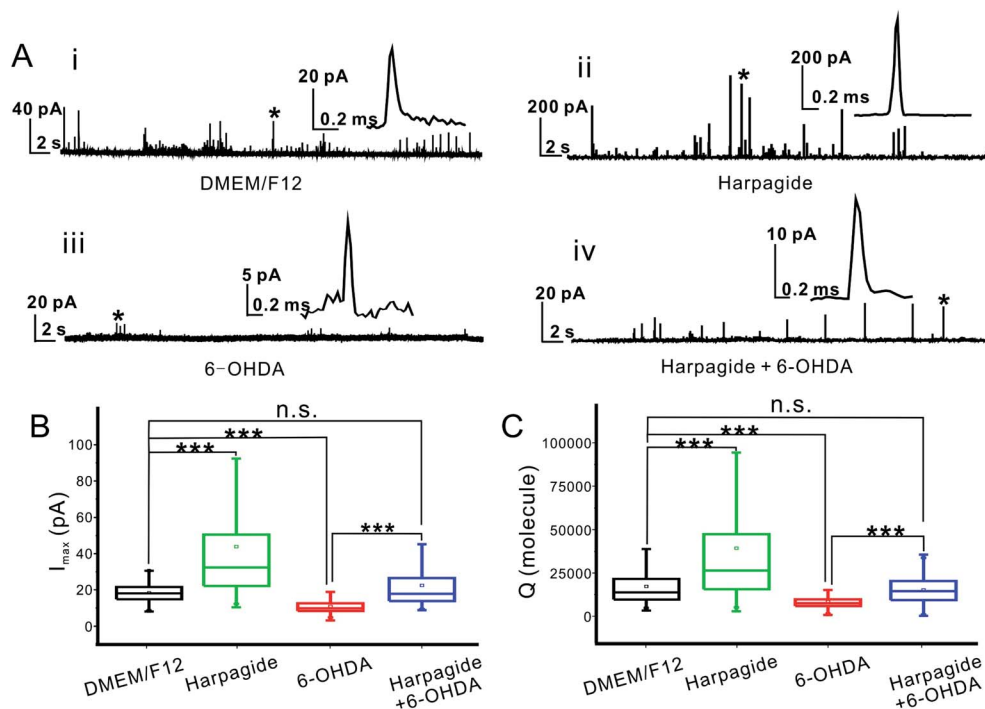 A
i
40 pA
2 s
*
20 pA
0.2 ms
DMEM/F12
ii
200 pA
2 s
*
200 pA
0.2 ms
Harpagide
iii
20 pA
2 s
*
5 pA
0.2 ms
6-OHDA
iv
20 pA
2 s
10 pA
0.2 ms
*
Harpagide + 6-OHDA
B
n.s.
***
***
***
Imax (pA)
100
80
60
40
20
0
DMEM/F12
Harpagide
6-OHDA
Harpagide
+6-OHDA
C
n.s.
***
***
***
Q (molecule)
100000
75000
50000
25000
0
DMEM/F12
Harpagide
6-OHDA
Harpagide
+6-OHDA